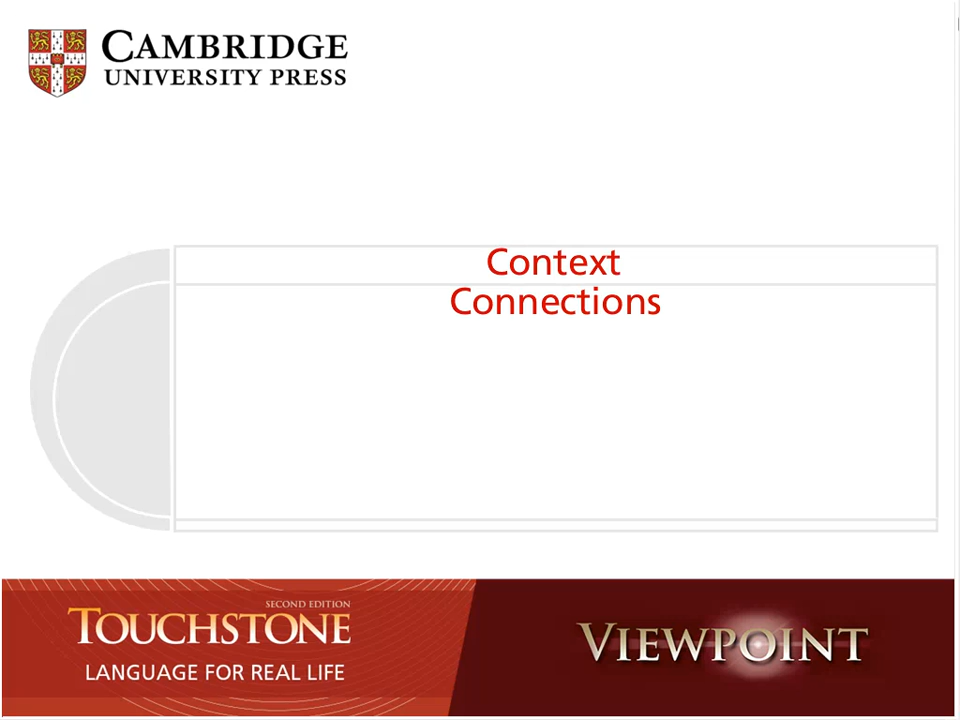 CAMBRIDGE
UNIVERSITY PRESS
Context
Connections
SECOND EDITION
TOUCHSTONE
LANGUAGE FOR REAL LIFE
VIEWPOINT